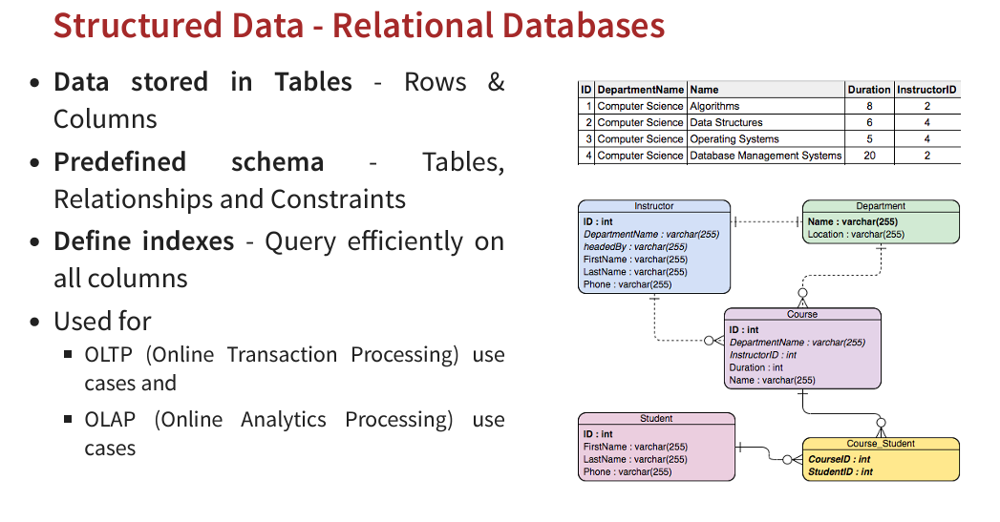 Structured Data - Relational Databases
• Data stored in Tables - Rows &
Columns
• Predefined schema - Tables,
Relationships and Constraints
• Define indexes - Query efficiently on
all columns
• Used for
▪ OLTP (Online Transaction Processing) use
cases and
▪ OLAP (Online Analytics Processing) use
cases
ID DepartmentName Name Duration InstructorID
1 Computer Science Algorithms 8 2
2 Computer Science Data Structures 6 4
3 Computer Science Operating Systems 5 4
4 Computer Science Database Management Systems 20 2
Instructor
ID : int
DepartmentName : varchar(255)
headedBy : varchar(255)
FirstName : varchar(255)
LastName : varchar(255)
Phone : varchar(255)
Department
Name : varchar(255)
Location : varchar(255)
Course
ID : int
DepartmentName : varchar(255)
InstructorID : int
Duration : int
Name : varchar(255)
Student
ID : int
FirstName : varchar(255)
LastName : varchar(255)
Phone : varchar(255)
Course_Student
CourseID : int
StudentID : int